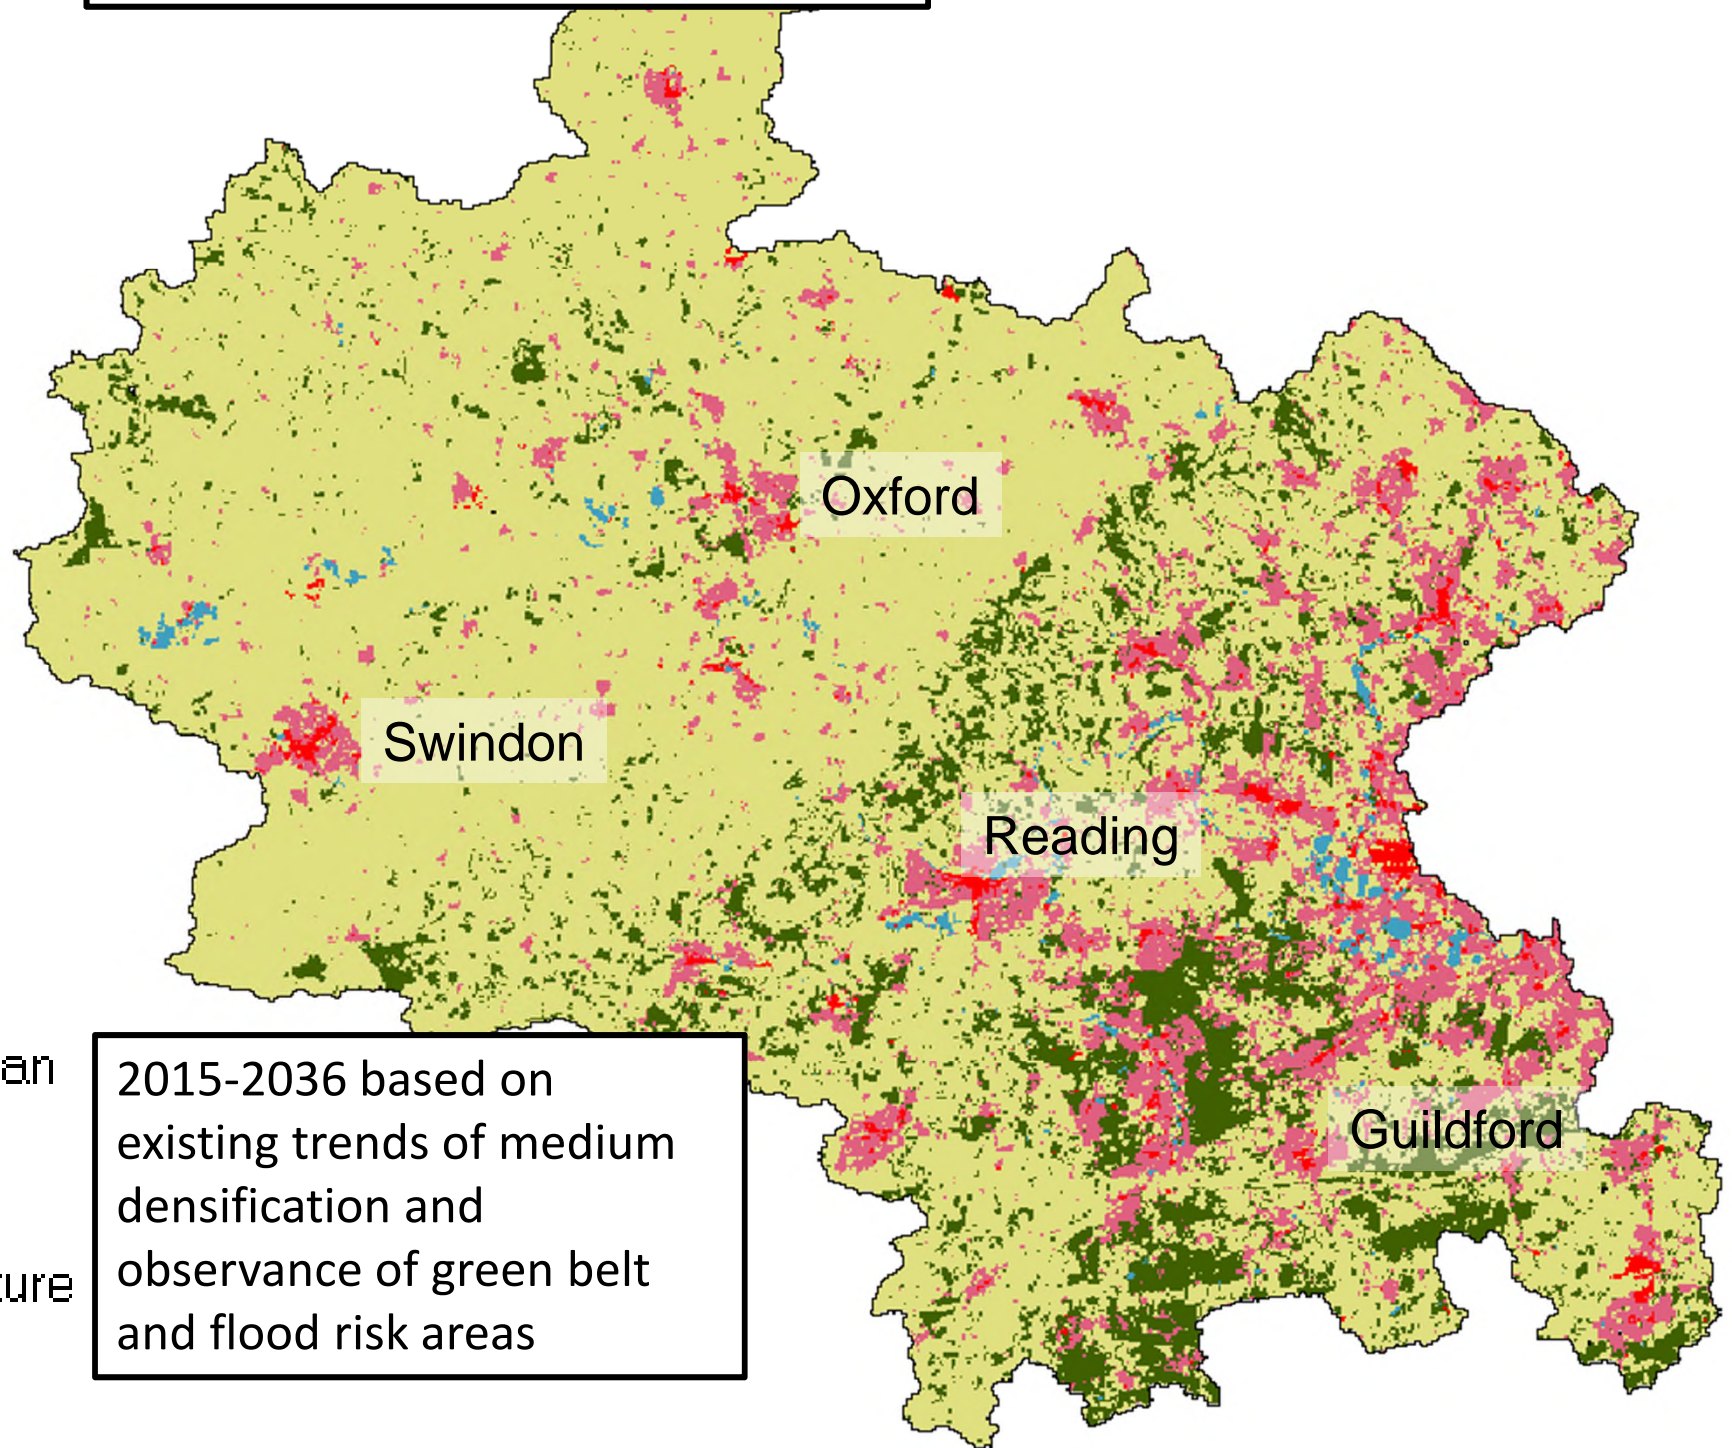 Oxford
Swindon
Reading
Guildford
2015-2036 based on
existing trends of medium
densification and
observance of green belt
and flood risk areas